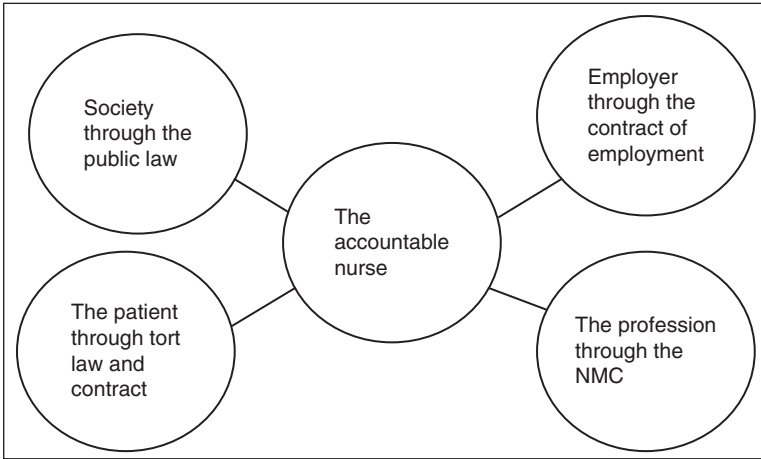 Society
through the
public law
Employer
through the
contract of
employment
The
accountable
nurse
The patient
through tort
law and
contract
The profession
through the
NMC